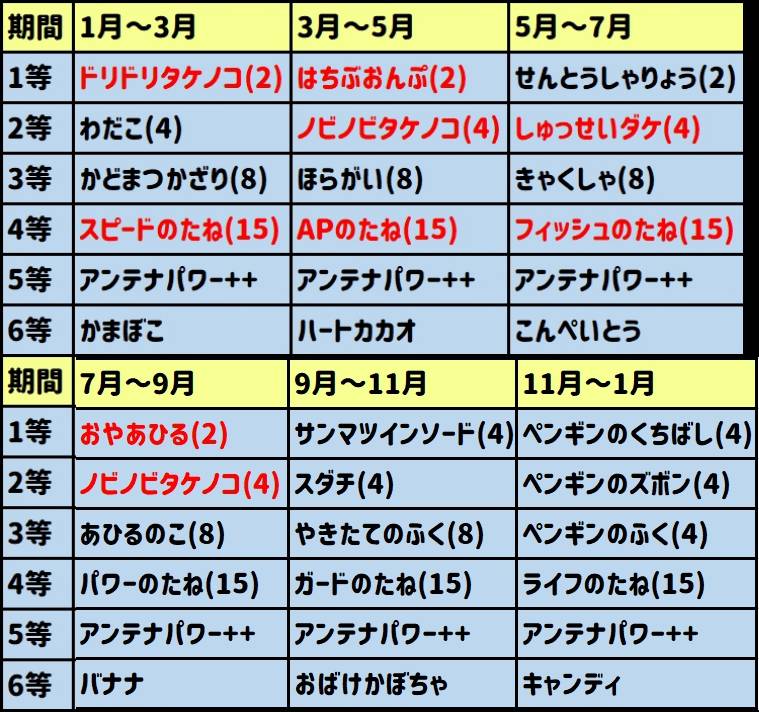 期間 1月～3月 3月～5月 5月～7月
1等 ドリドリタケノコ(2) はちぶおんぷ(2) せんとうしゃりょう(2)
2等 わだこ(4) ノビノビタケノコ(4) しゅっせいダケ(4)
3等 かどまつかざり(8) ほらがい(8) きゃくしゃ(8)
4等 スピードのたね(15) APのたね(15) フィッシュのたね(15)
5等 アンテナパワー++ アンテナパワー++ アンテナパワー++
6等 かまぼこ ハートカカオ こんぺいとう
期間 7月～9月 9月～11月 11月～1月
1等 おやあひる(2) サンマツインソード(4) ペンギンのくちばし(4)
2等 ノビノビタケノコ(4) スダチ(4) ペンギンのズボン(4)
3等 あひるのこ(8) やきたてのふく(8) ペンギンのふく(4)
4等 パワーのたね(15) ガードのたね(15) ライフのたね(15)
5等 アンテナパワー++ アンテナパワー++ アンテナパワー++
6等 バナナ おばけかぼちゃ キャンディ